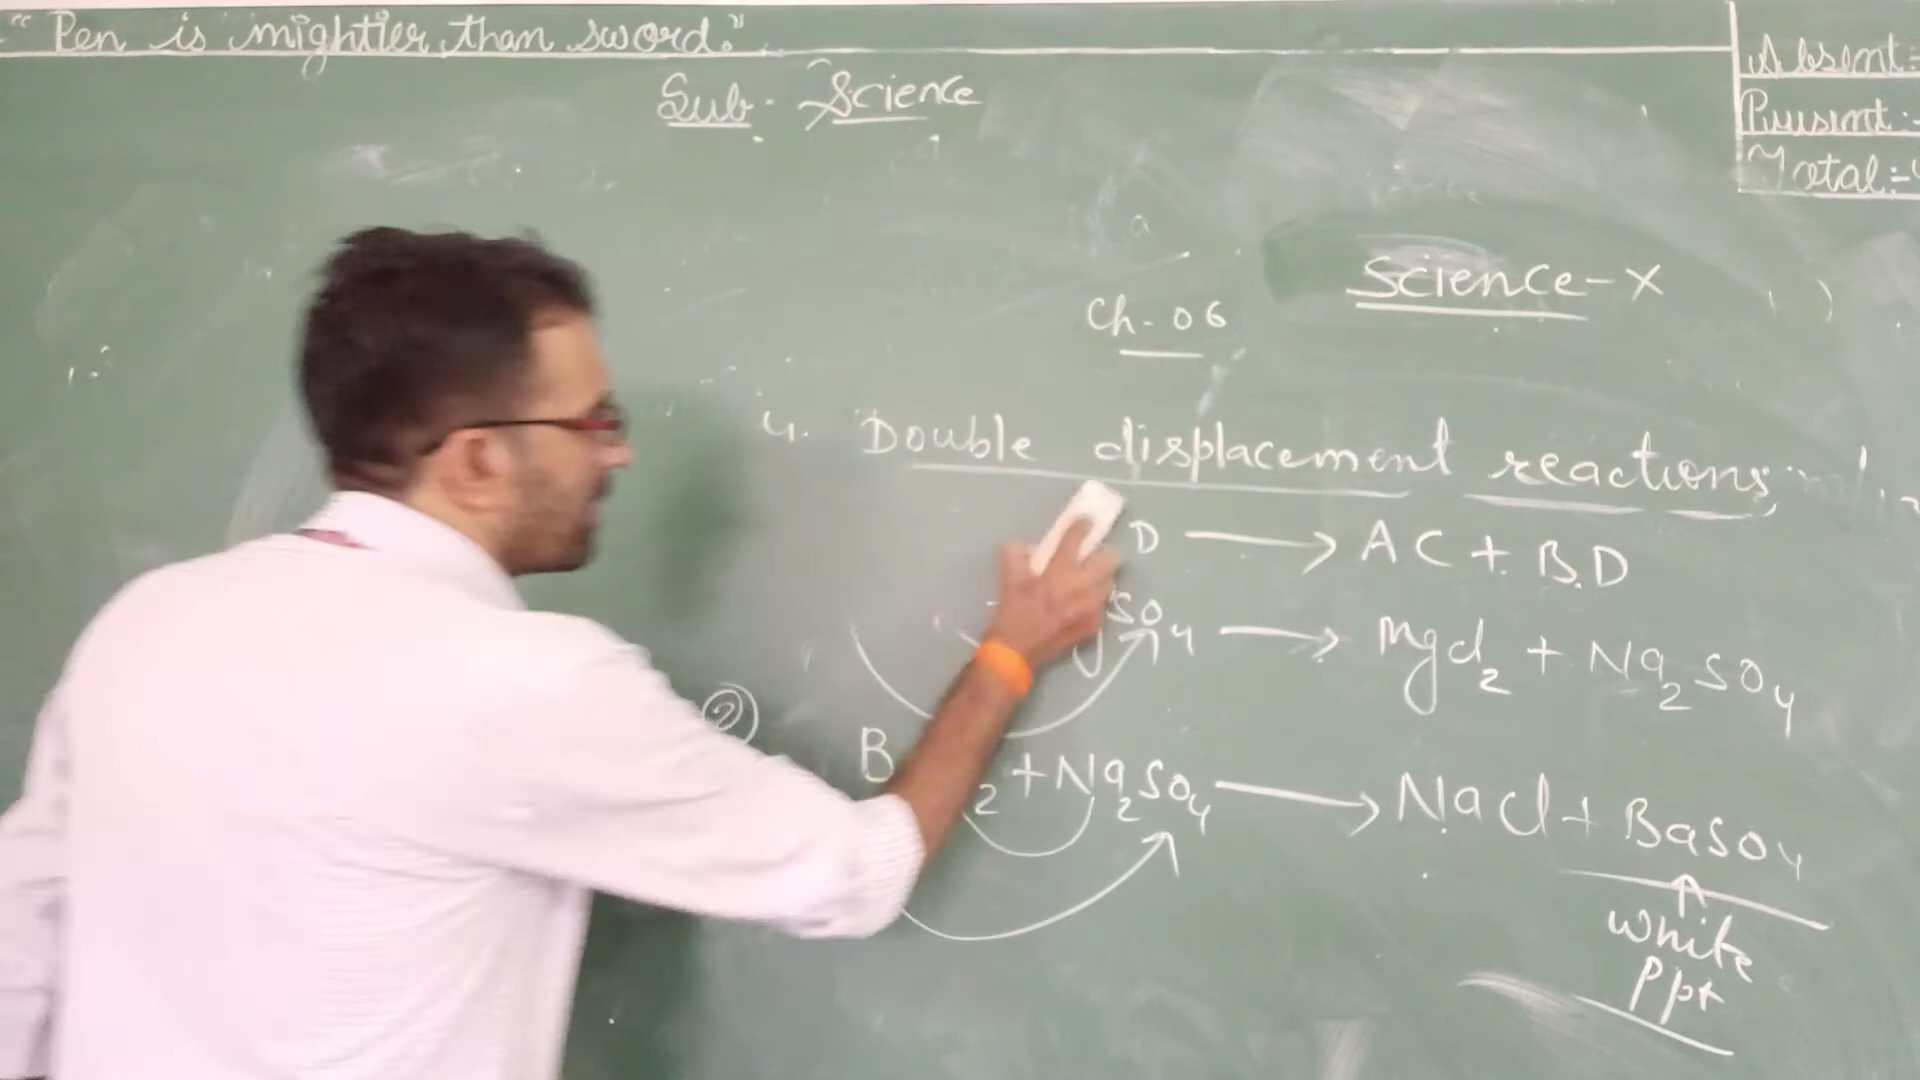 "Pen is mightier than sword."
Absent:-
Present:-
Total:-
Sub- Science
Science-X
Ch-06
4. Double displacement reactions
D → AC + B.D
SO4 → MgCl2 + Na2SO4
2 B 2 + Na2SO4 → NaCl + BaSO4
White
Ppt